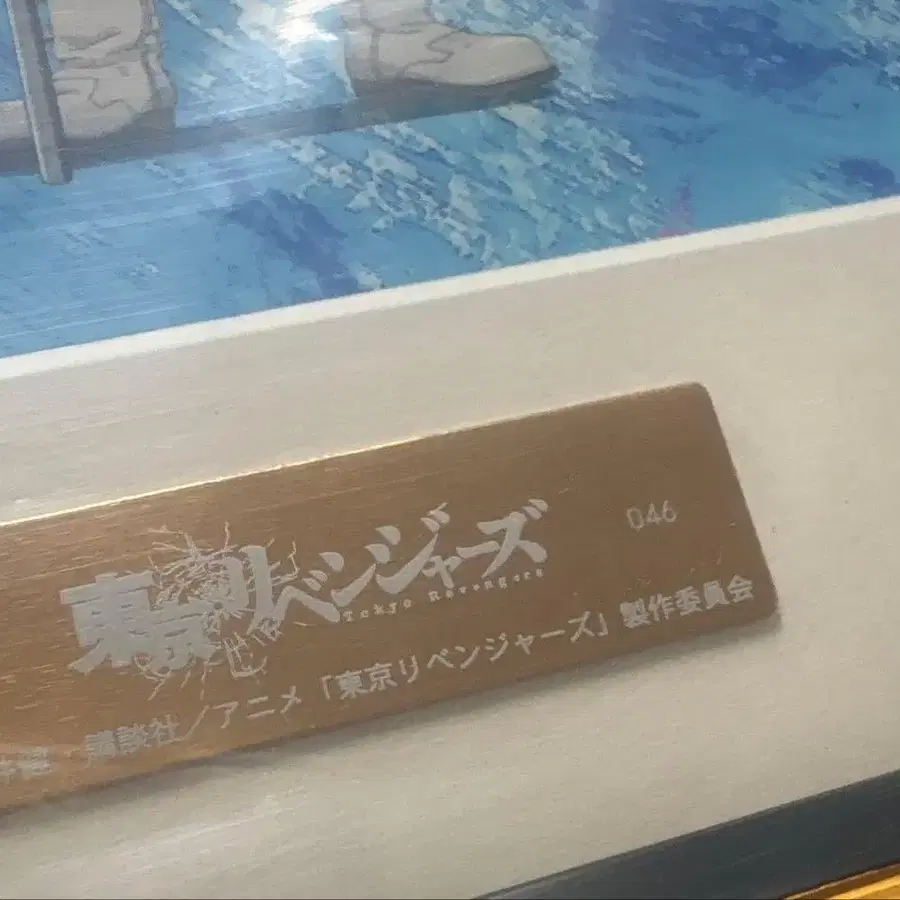 東京リベンジャーズ
Tokyo Revengers
046
講談社／アニメ「東京リベンジャーズ」製作委員会